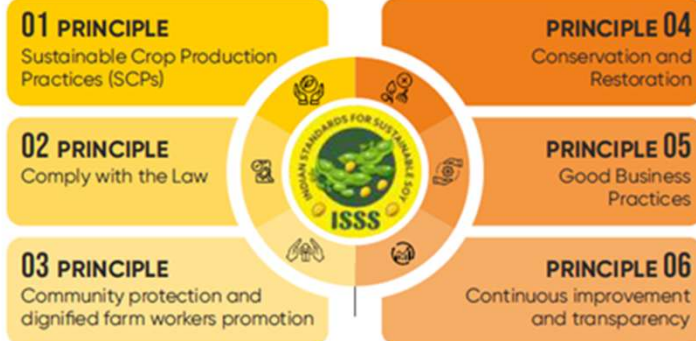 01 PRINCIPLE
Sustainable Crop Production
Practices (SCPs)
02 PRINCIPLE
Comply with the Law
03 PRINCIPLE
Community protection and
dignified farm workers promotion
INDIAN STANDARDS FOR SUSTAINABLE SOY
ISSS
PRINCIPLE 04
Conservation and
Restoration
PRINCIPLE 05
Good Business
Practices
PRINCIPLE 06
Continuous improvement
and transparency